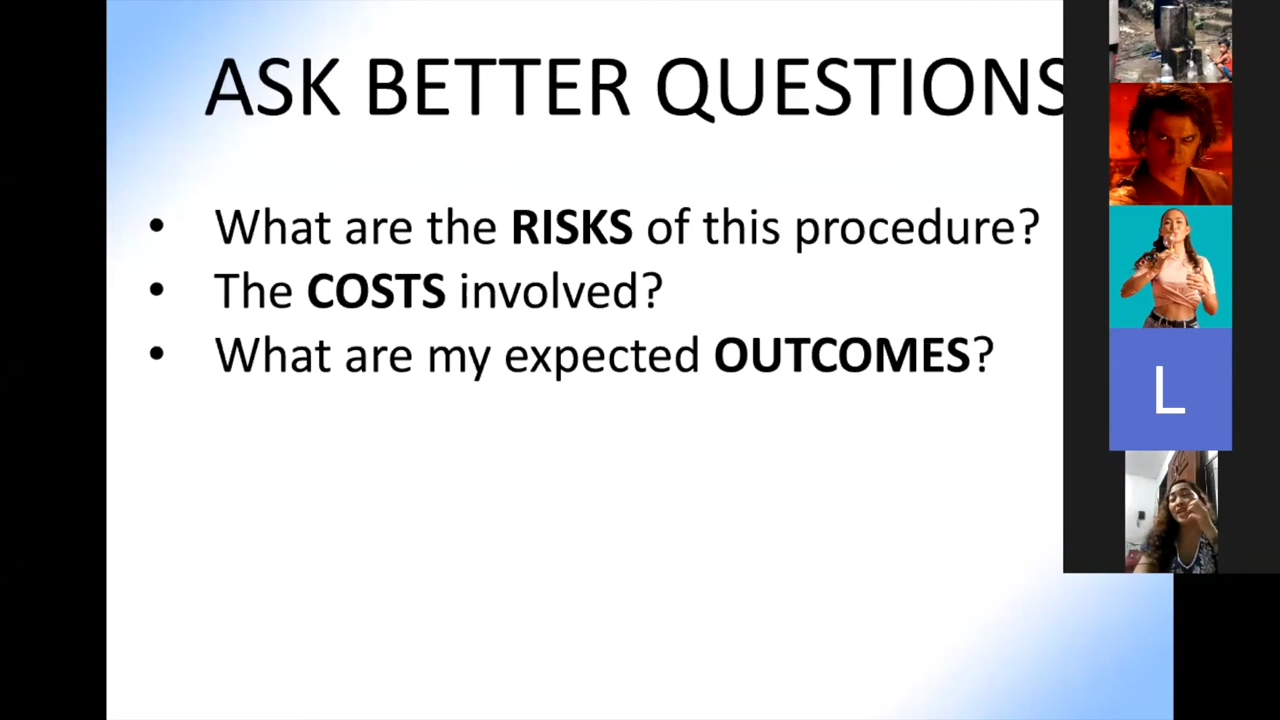 ASK BETTER QUESTIONS
• What are the RISKS of this procedure?
• The COSTS involved?
• What are my expected OUTCOMES?
L